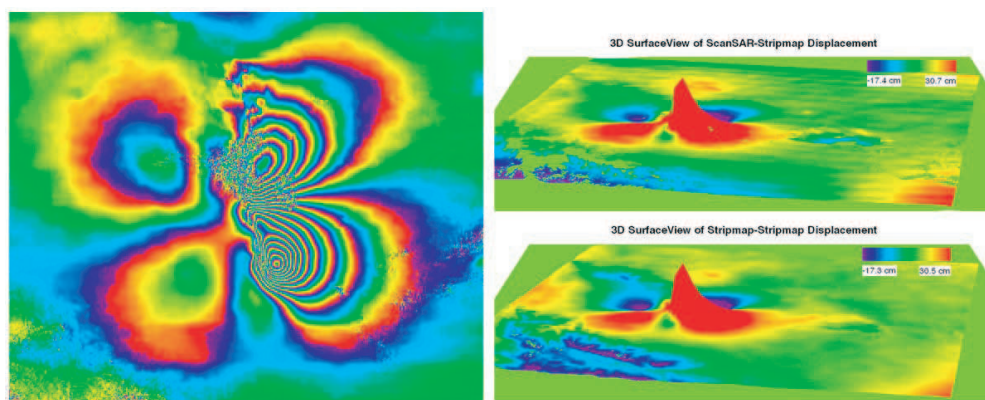 3D SurfaceView of ScanSAR-Stripmap Displacement
-17.4 cm 30.7 cm
3D SurfaceView of Stripmap-Stripmap Displacement
-17.3 cm 30.5 cm